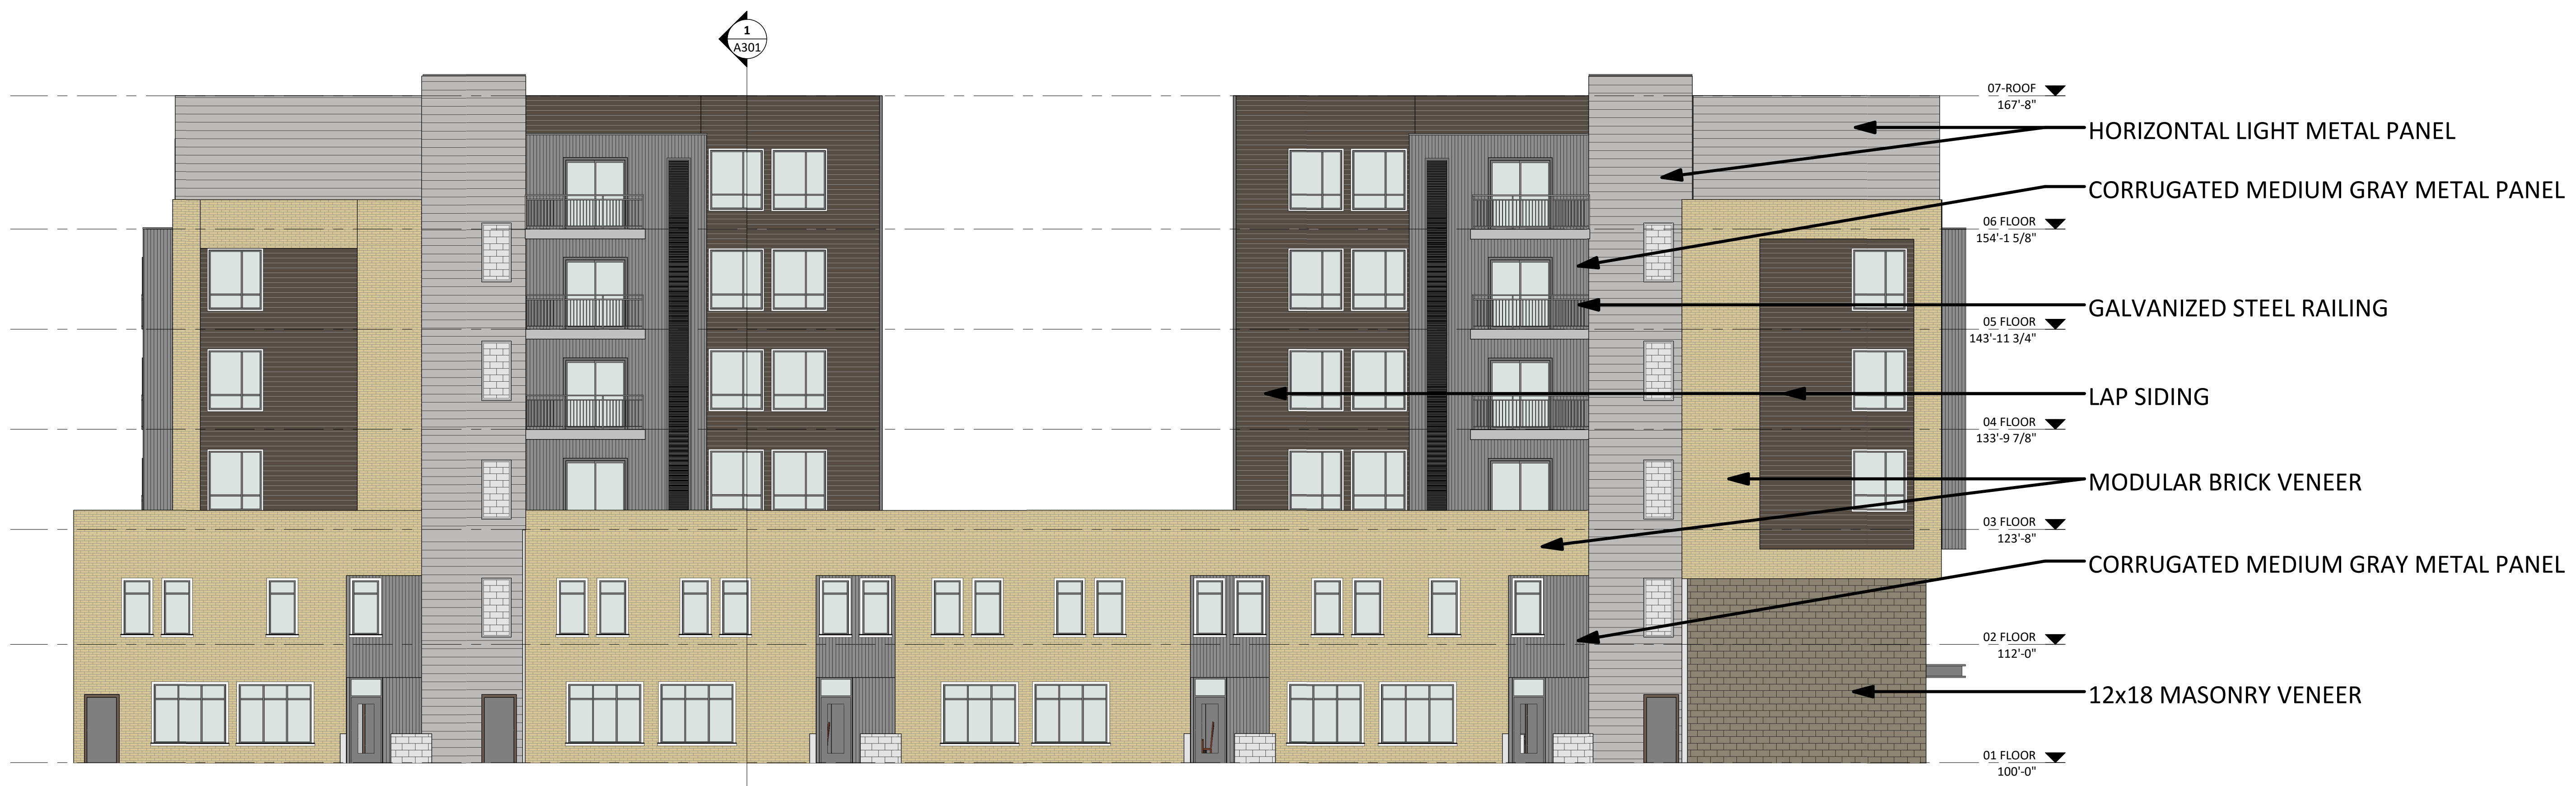 1
A301
07-ROOF
167'-8"
HORIZONTAL LIGHT METAL PANEL
CORRUGATED MEDIUM GRAY METAL PANEL
06 FLOOR
154'-1 5/8"
GALVANIZED STEEL RAILING
05 FLOOR
143'-11 3/4"
LAP SIDING
04 FLOOR
133'-9 7/8"
MODULAR BRICK VENEER
03 FLOOR
123'-8"
CORRUGATED MEDIUM GRAY METAL PANEL
02 FLOOR
112'-0"
12x18 MASONRY VENEER
01 FLOOR
100'-0"